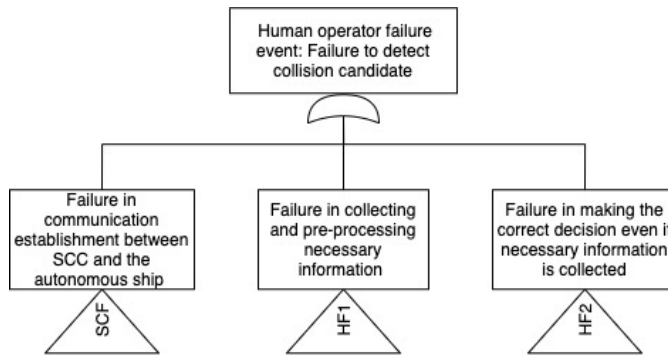 Human operator failure
event: Failure to detect
collision candidate
Failure in
communication
establishment between
SCC and the
autonomous ship
Failure in collecting
and pre-processing
necessary
information
Failure in making the
correct decision even if
necessary information
is collected
SCF
HF1
HF2